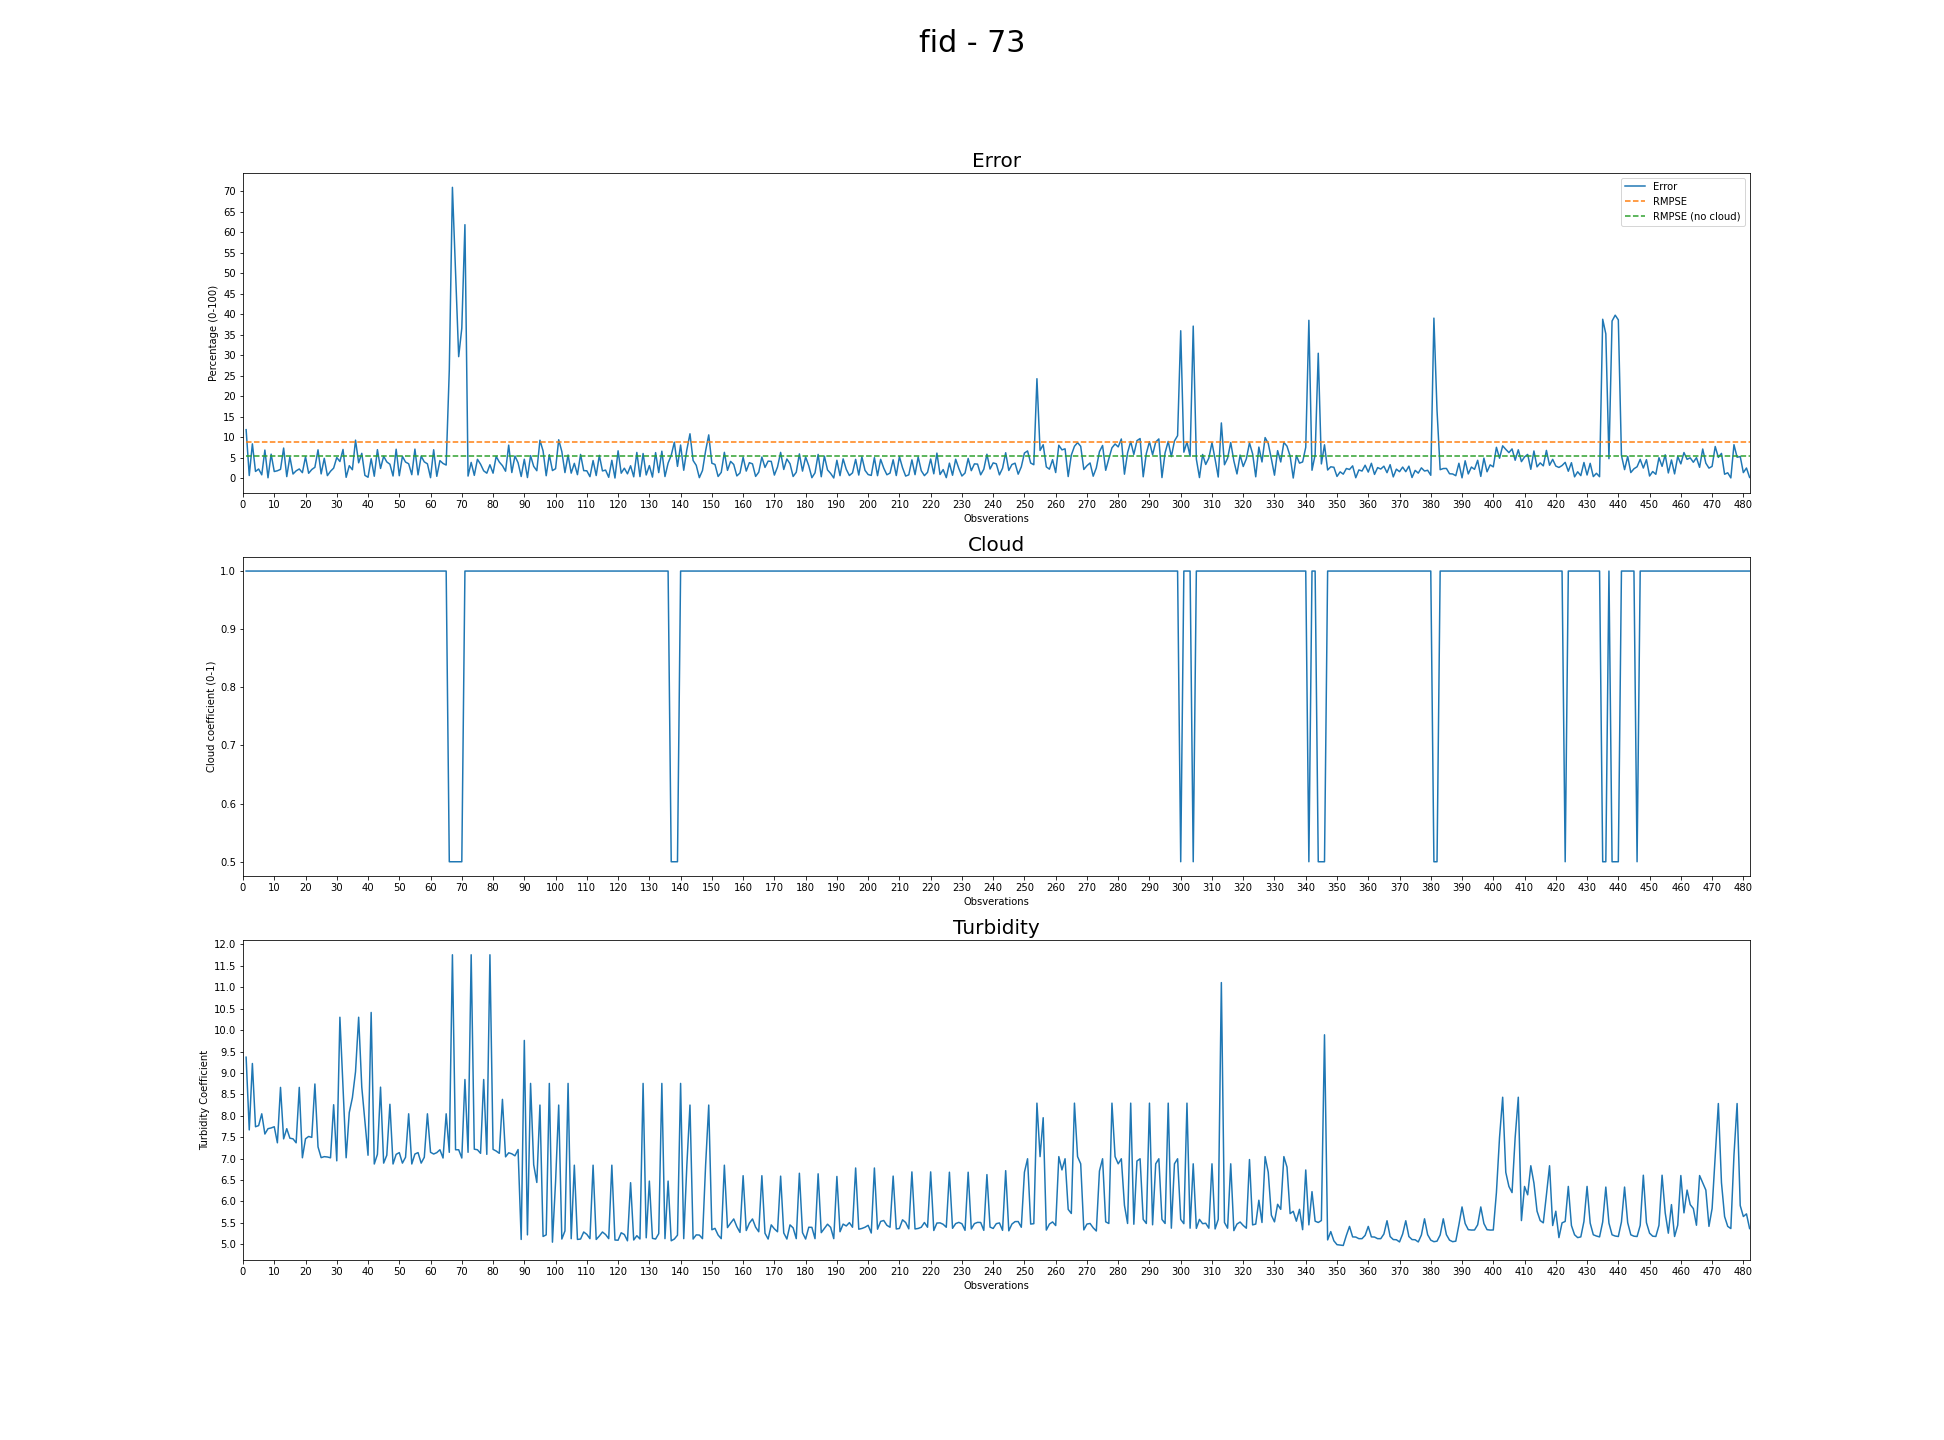 fid - 73
Error
70
65
60
55
50
45
40
35
30
25
20
15
10
5
0
Percentage (0-100)
Error
RMPSE
RMPSE (no cloud)
0 10 20 30 40 50 60 70 80 90 100 110 120 130 140 150 160 170 180 190 200 210 220 230 240 250 260 270 280 290 300 310 320 330 340 350 360 370 380 390 400 410 420 430 440 450 460 470 480
Obsverations
Cloud
1.0
0.9
0.8
0.7
0.6
0.5
Cloud coefficient (0-1)
0 10 20 30 40 50 60 70 80 90 100 110 120 130 140 150 160 170 180 190 200 210 220 230 240 250 260 270 280 290 300 310 320 330 340 350 360 370 380 390 400 410 420 430 440 450 460 470 480
Obsverations
Turbidity
12.0
11.5
11.0
10.5
10.0
9.5
9.0
8.5
8.0
7.5
7.0
6.5
6.0
5.5
5.0
Turbidity Coefficient
0 10 20 30 40 50 60 70 80 90 100 110 120 130 140 150 160 170 180 190 200 210 220 230 240 250 260 270 280 290 300 310 320 330 340 350 360 370 380 390 400 410 420 430 440 450 460 470 480
Obsverations